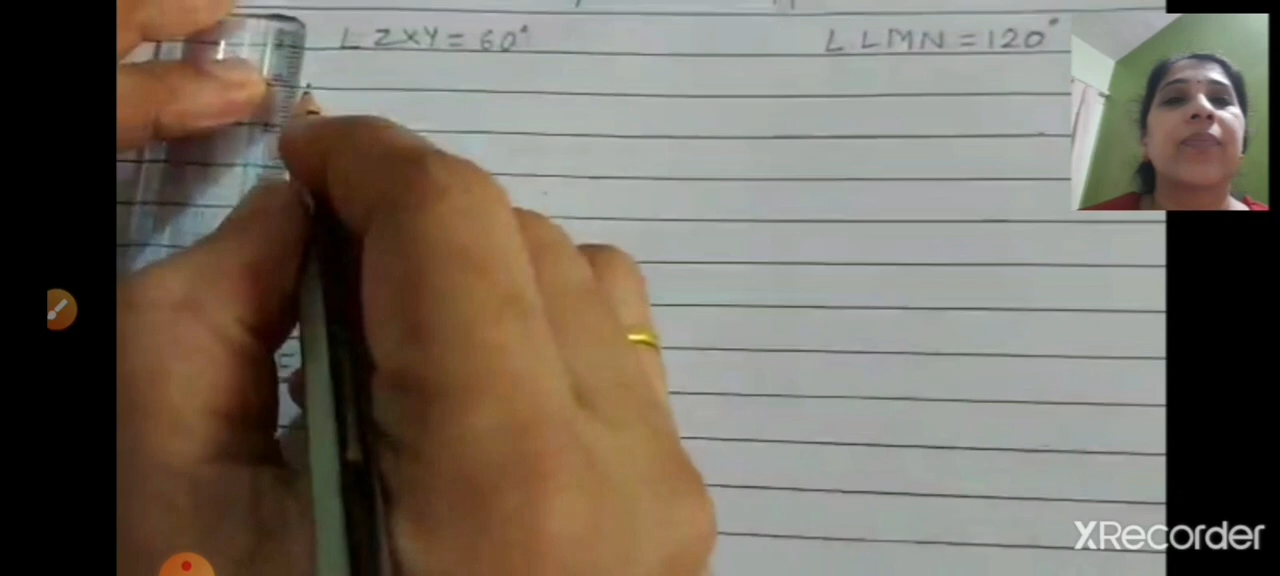 ∠ZXY = 60°
∠LMN = 120°
XRecorder